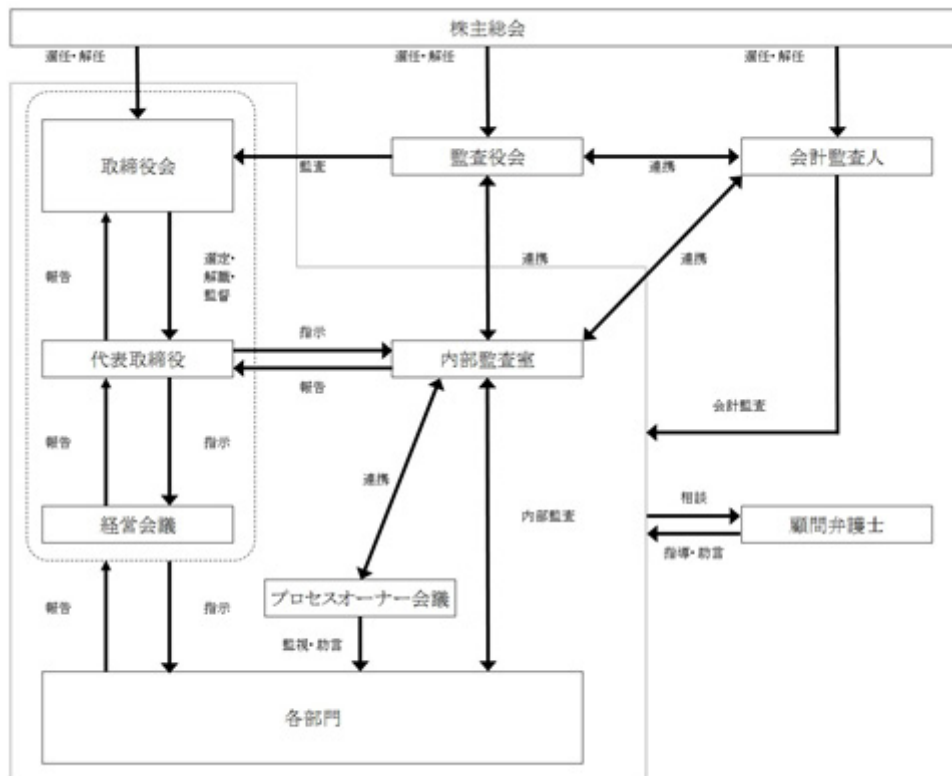 株主総会
選任・解任
選任・解任
選任・解任
取締役会
監査
監査役会
連携
会計監査人
報告
選定・
解職・
監督
連携
連携
代表取締役
指示
報告
内部監査室
会計監査
報告
指示
連携
内部監査
相談
経営会議
顧問弁護士
指導・助言
報告
指示
プロセスオーナー会議
監視・助言
各部門